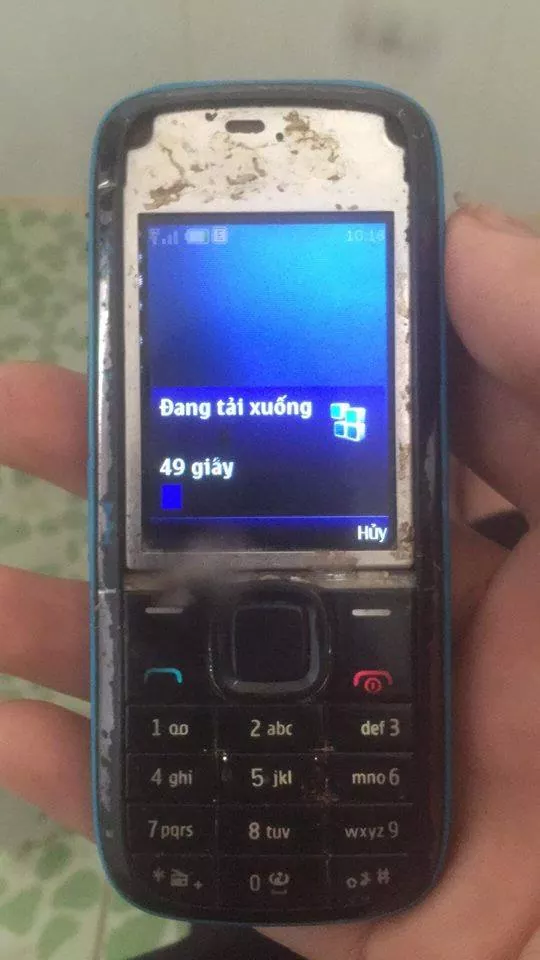 E 10:16
Đang tải xuống
49 giây
Hủy
1
2 abc
def 3
4 ghi
5 jkl
mno 6
7 pqrs
8 tuv
wxyz 9
* +
0
#